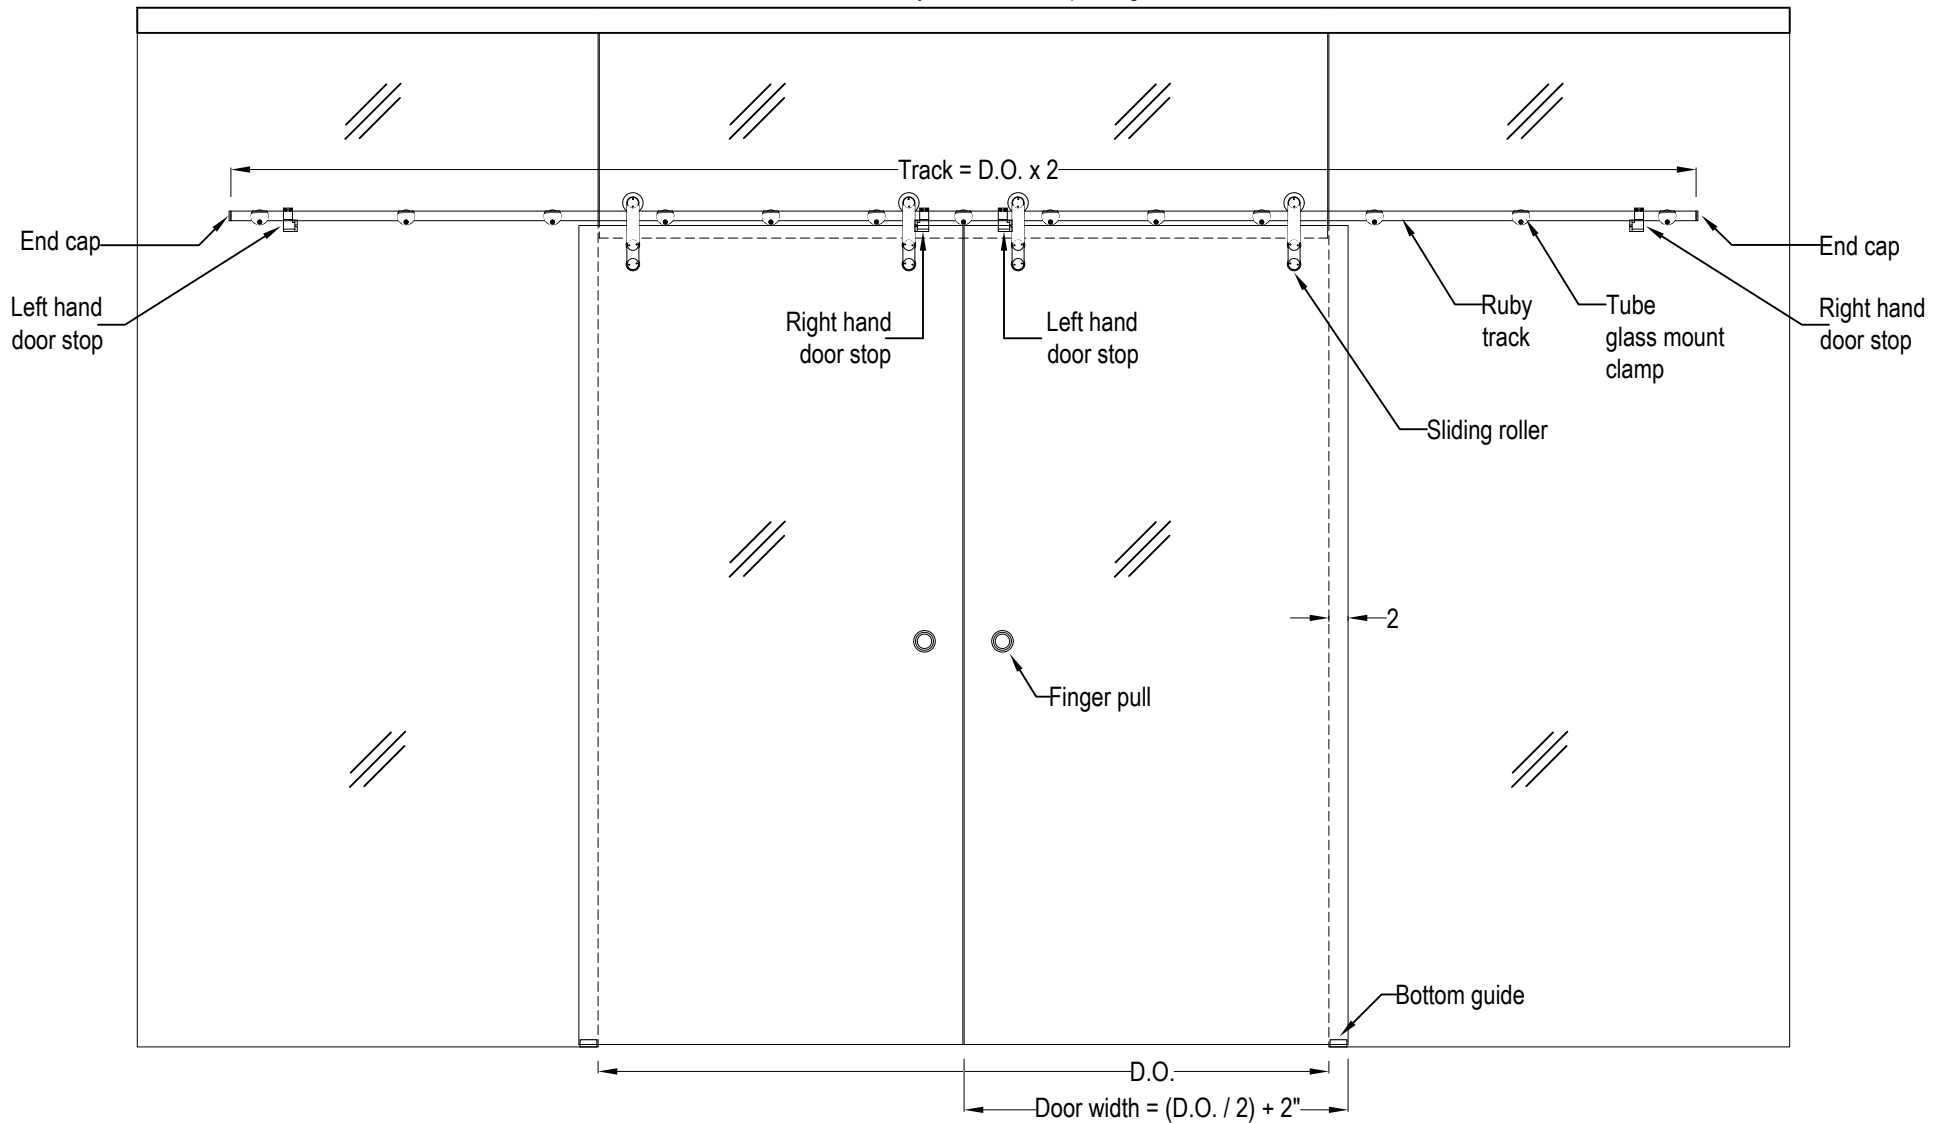 Track = D.O. x 2
End cap
End cap
Left hand
door stop
Right hand
door stop
Left hand
door stop
Ruby
track
Tube
glass mount
clamp
Right hand
door stop
Sliding roller
2
Finger pull
Bottom guide
D.O.
Door width = (D.O. / 2) + 2"